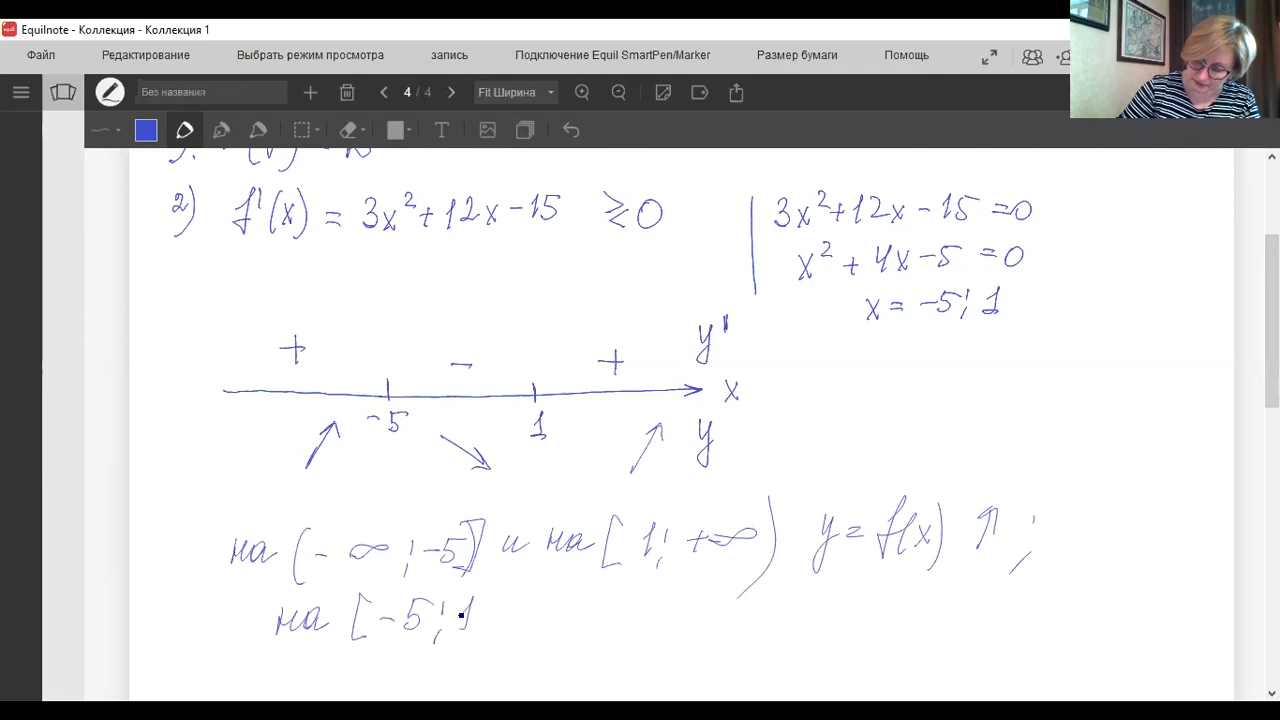 Equilnote - Коллекция - Коллекция 1
Файл Редактирование Выбрать режим просмотра запись Подключение Equil SmartPen/Marker Размер бумаги Помощь
Без названия 4 / 4 Fit Ширина
2) f'(x) = 3x²+12x-15 ≥0
3x²+12x-15=0
x²+4x-5=0
x= -5; 1
+ - + y'
-5 1 x
y
на (-∞; -5] и на [1; +∞) y=f(x) ↑ ;
на [-5; 1